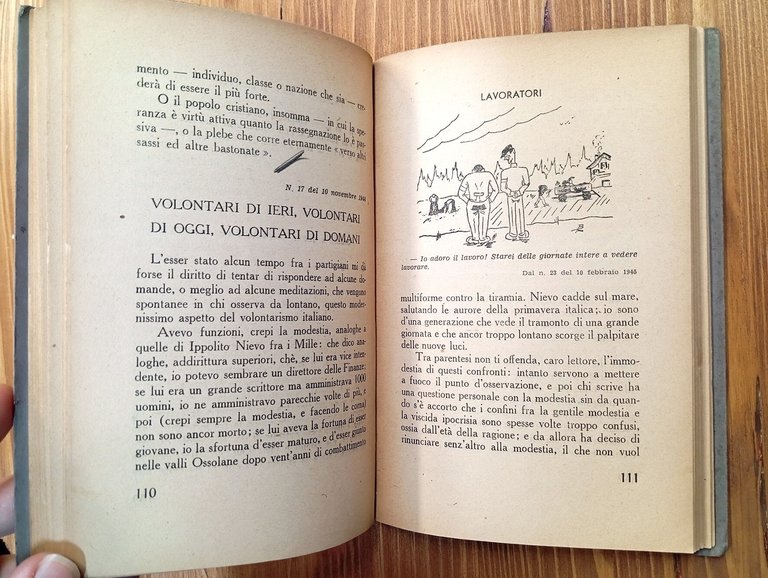 mento — individuo, classe o nazione che sia — cre-
derà di essere il più forte.
O il popolo cristiano, insomma — in cui la spe-
ranza è virtù attiva quanto la rassegnazione lo è pas-
siva —, o la plebe che corre eternamente « verso altri
sassi ed altre bastonate ».
N. 17 del 10 novembre 1944
VOLONTARI DI IERI, VOLONTARI
DI OGGI, VOLONTARI DI DOMANI
L'esser stato alcun tempo fra i partigiani mi dà
forse il diritto di tentar di rispondere ad alcune do-
mande, o meglio ad alcune meditazioni, che vengono
spontanee in chi osserva da lontano, questo moder-
nissimo aspetto del volontarismo italiano.
Avevo funzioni, crepi la modestia, analoghe a
quelle di Ippolito Nievo fra i Mille: che dico ana-
loghe, addirittura superiori, chè, se lui era vice inten-
dente, io potevo sembrare un direttore delle Finanze;
se lui era un grande scrittore ma amministrava 1000
uomini, io ne amministravo parecchie volte di più, e
poi (crepi sempre la modestia, e facendo le corna)
non sono ancor morto; se lui aveva la fortuna di esser
giovane, io la sfortuna d'esser maturo, e d'esser giunto
nelle valli Ossolane dopo vent'anni di combattimento
110
LAVORATORI
— Io adoro il lavoro! Starei delle giornate intere a vedere
lavorare.
Dal n. 23 del 10 febbraio 1945
multiforme contro la tirannia. Nievo cadde sul mare,
salutando le aurore della primavera italica; io sono
d'una generazione che vede il tramonto di una grande
giornata e che ancor troppo lontano scorge il palpitare
delle nuove luci.
Tra parentesi non ti offenda, caro lettore, l'immo-
destia di questi confronti: intanto servono a mettere
a fuoco il punto d'osservazione, e poi chi scrive ha
una questione personale con la modestia sin da quan-
do s'è accorto che i confini fra la gentile modestia e
la viscida ipocrisia sono spesse volte troppo confusi,
ossia dall'età della ragione; e da allora ha deciso di
rinunciare senz'altro alla modestia, il che non vuol
111